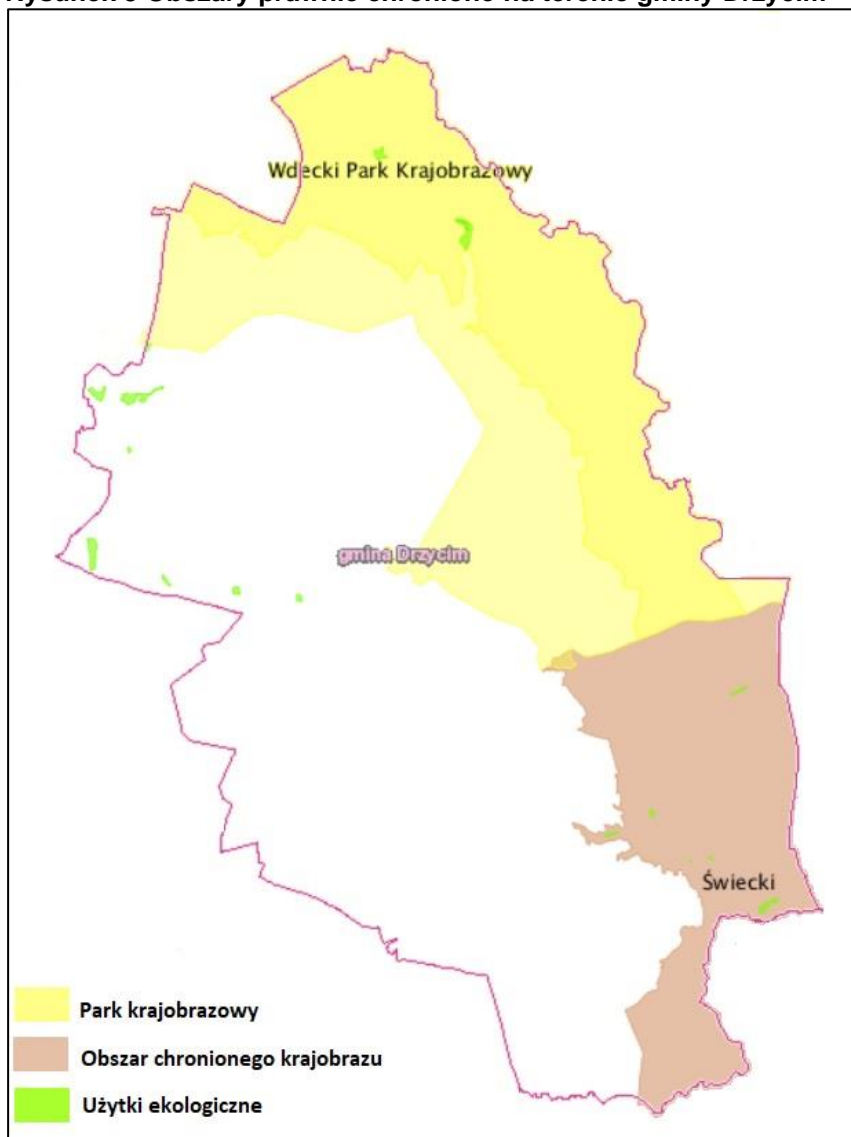 Wdecki Park Krajobrazowy
gmina Drzycim
Świecki
Park krajobrazowy
Obszar chronionego krajobrazu
Użytki ekologiczne